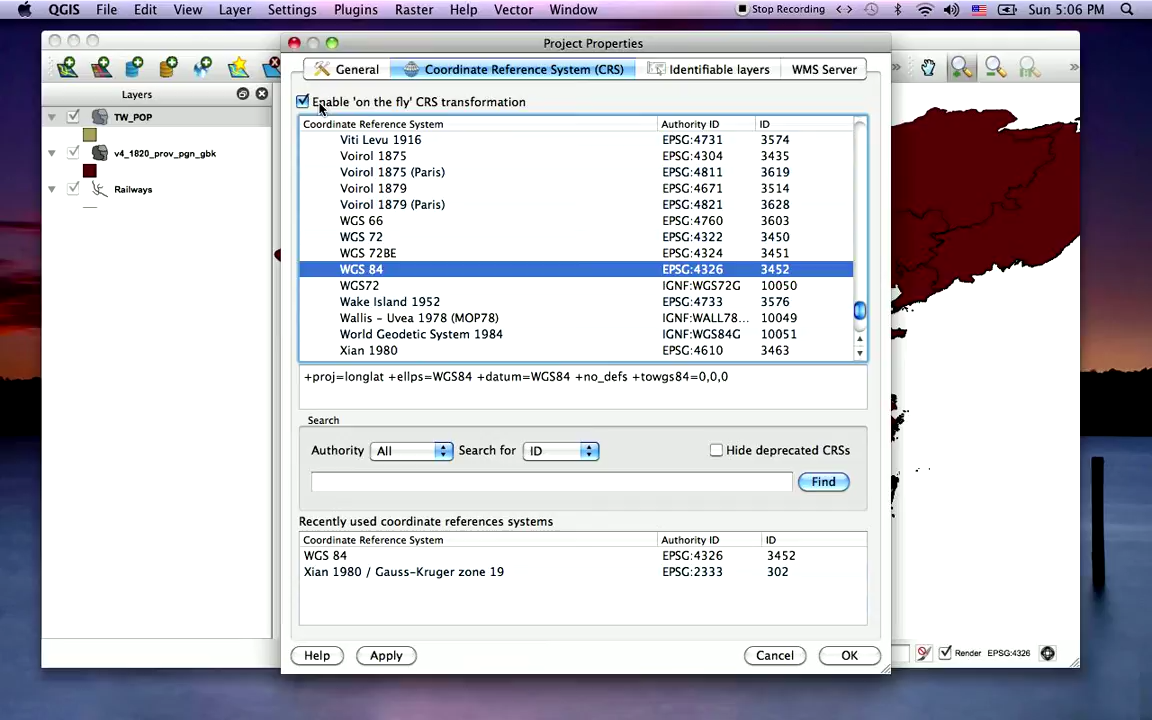 QGIS File Edit View Layer Settings Plugins Raster Help Vector Window Stop Recording Sun 5:06 PM
Project Properties
General Coordinate Reference System (CRS) Identifiable layers WMS Server
Layers
TW_POP
v4_1820_prov_pgn_gbk
Railways
Enable 'on the fly' CRS transformation
Coordinate Reference System Authority ID ID
Viti Levu 1916 EPSG:4731 3574
Voirol 1875 EPSG:4304 3435
Voirol 1875 (Paris) EPSG:4811 3619
Voirol 1879 EPSG:4671 3514
Voirol 1879 (Paris) EPSG:4821 3628
WGS 66 EPSG:4760 3603
WGS 72 EPSG:4322 3450
WGS 72BE EPSG:4324 3451
WGS 84 EPSG:4326 3452
WGS72 IGNF:WGS72G 10050
Wake Island 1952 EPSG:4733 3576
Wallis - Uvea 1978 (MOP78) IGNF:WALL78... 10049
World Geodetic System 1984 IGNF:WGS84G 10051
Xian 1980 EPSG:4610 3463
+proj=longlat +ellps=WGS84 +datum=WGS84 +no_defs +towgs84=0,0,0
Search
Authority All Search for ID Hide deprecated CRSs
Find
Recently used coordinate references systems
Coordinate Reference System Authority ID ID
WGS 84 EPSG:4326 3452
Xian 1980 / Gauss-Kruger zone 19 EPSG:2333 302
Help Apply Cancel OK
Render EPSG:4326